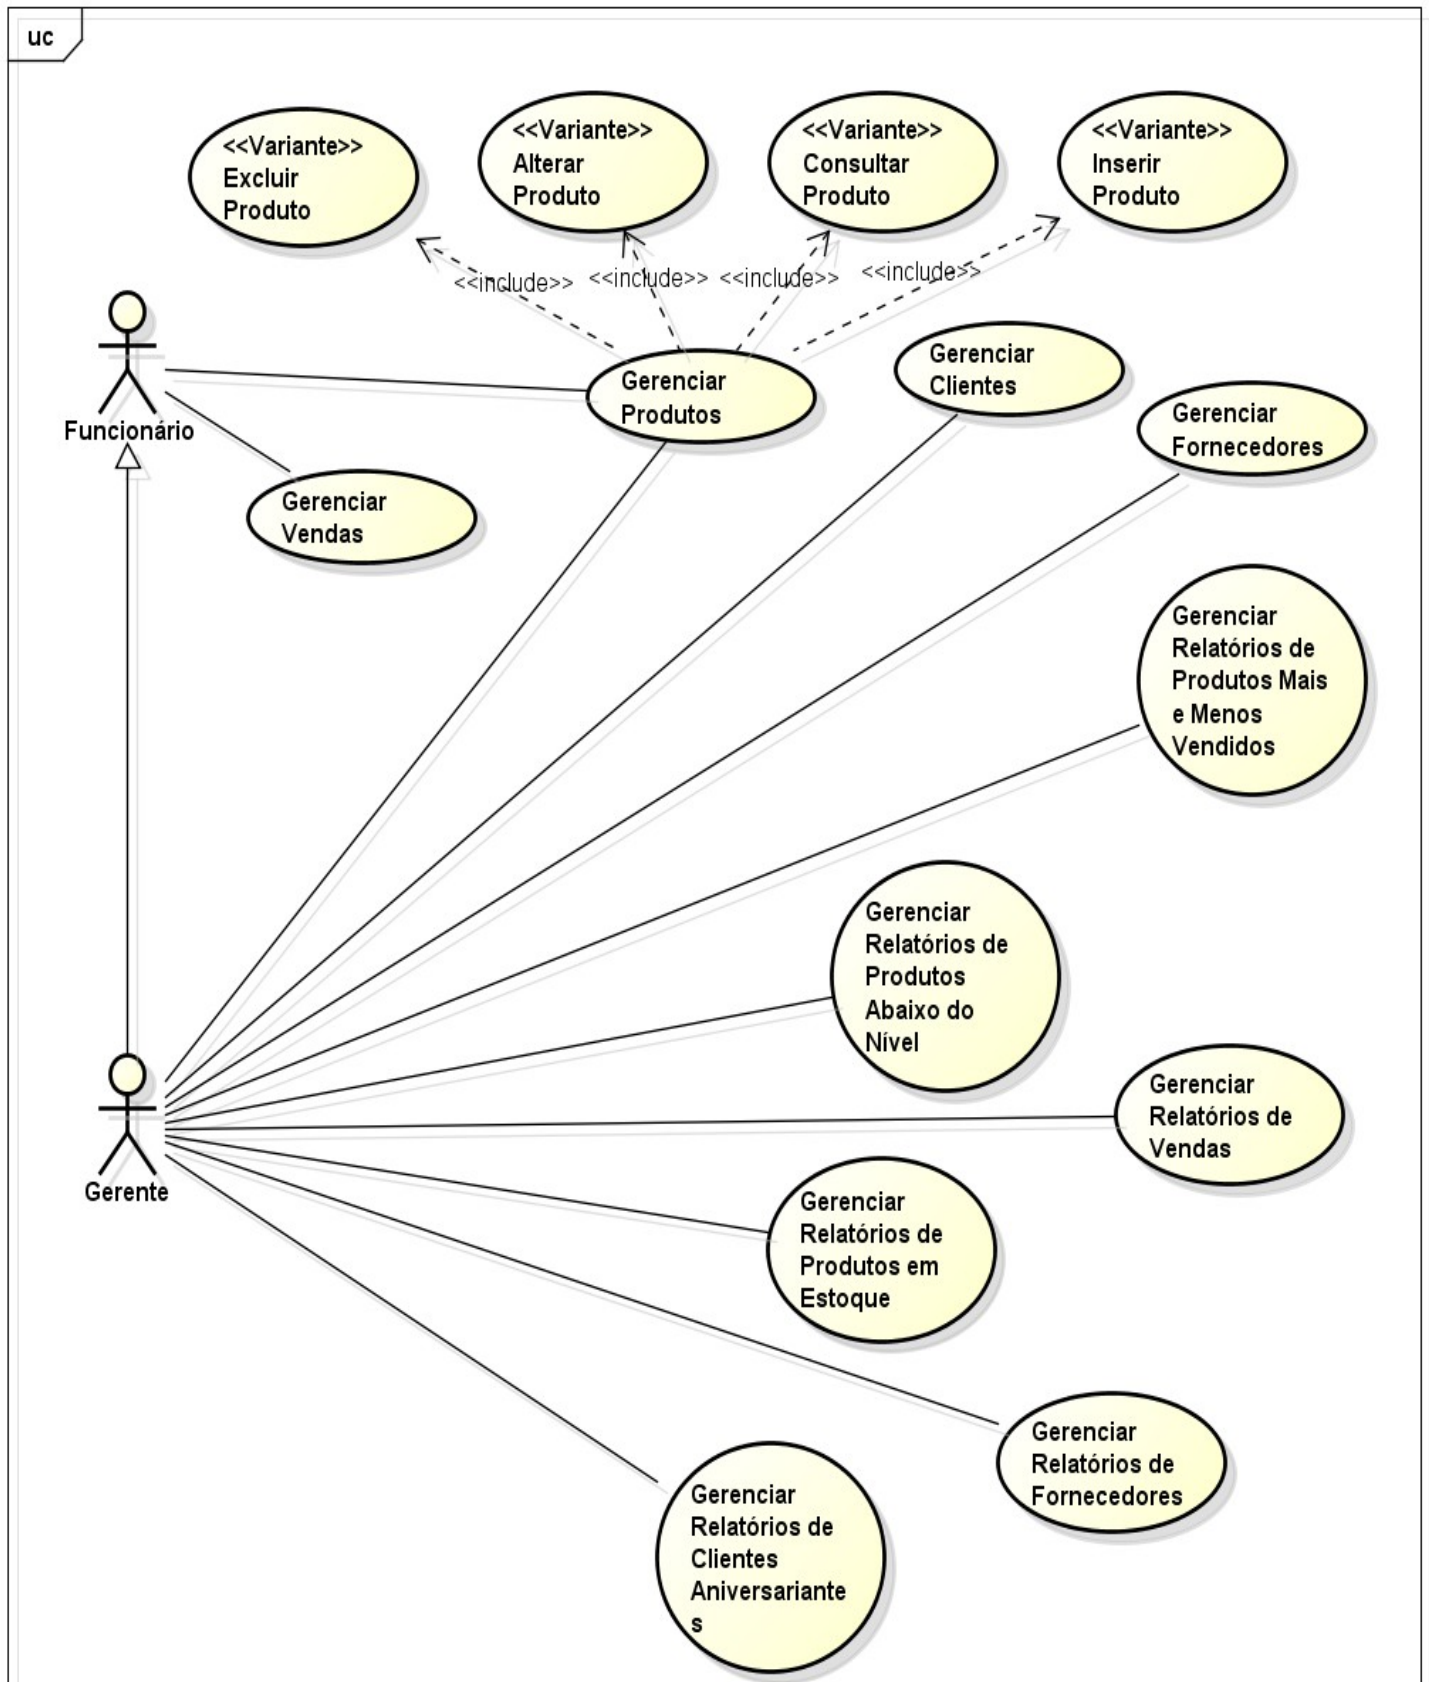 uc
<<Variante>>
Excluir
Produto
<<Variante>>
Alterar
Produto
<<Variante>>
Consultar
Produto
<<Variante>>
Inserir
Produto
<<include>>
<<include>>
<<include>>
<<include>>
Funcionário
Gerenciar
Produtos
Gerenciar
Clientes
Gerenciar
Fornecedores
Gerenciar
Vendas
Gerenciar
Relatórios de
Produtos Mais
e Menos
Vendidos
Gerenciar
Relatórios de
Produtos
Abaixo do
Nível
Gerenciar
Relatórios de
Vendas
Gerente
Gerenciar
Relatórios de
Produtos em
Estoque
Gerenciar
Relatórios de
Fornecedores
Gerenciar
Relatórios de
Clientes
Aniversariante
s